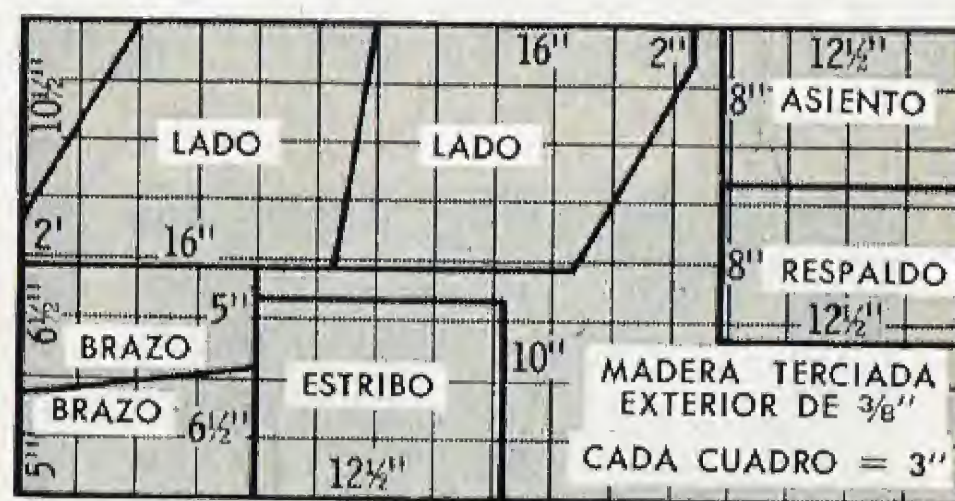 16" 2" 12½"
10½" 8" ASIENTO
LADO LADO
2' 16"
8" RESPALDO
6½" 5" 12½"
BRAZO
10" MADERA TERCIADA
ESTRIBO EXTERIOR DE 3/8"
BRAZO 6½"
5" 12½" CADA CUADRO = 3"